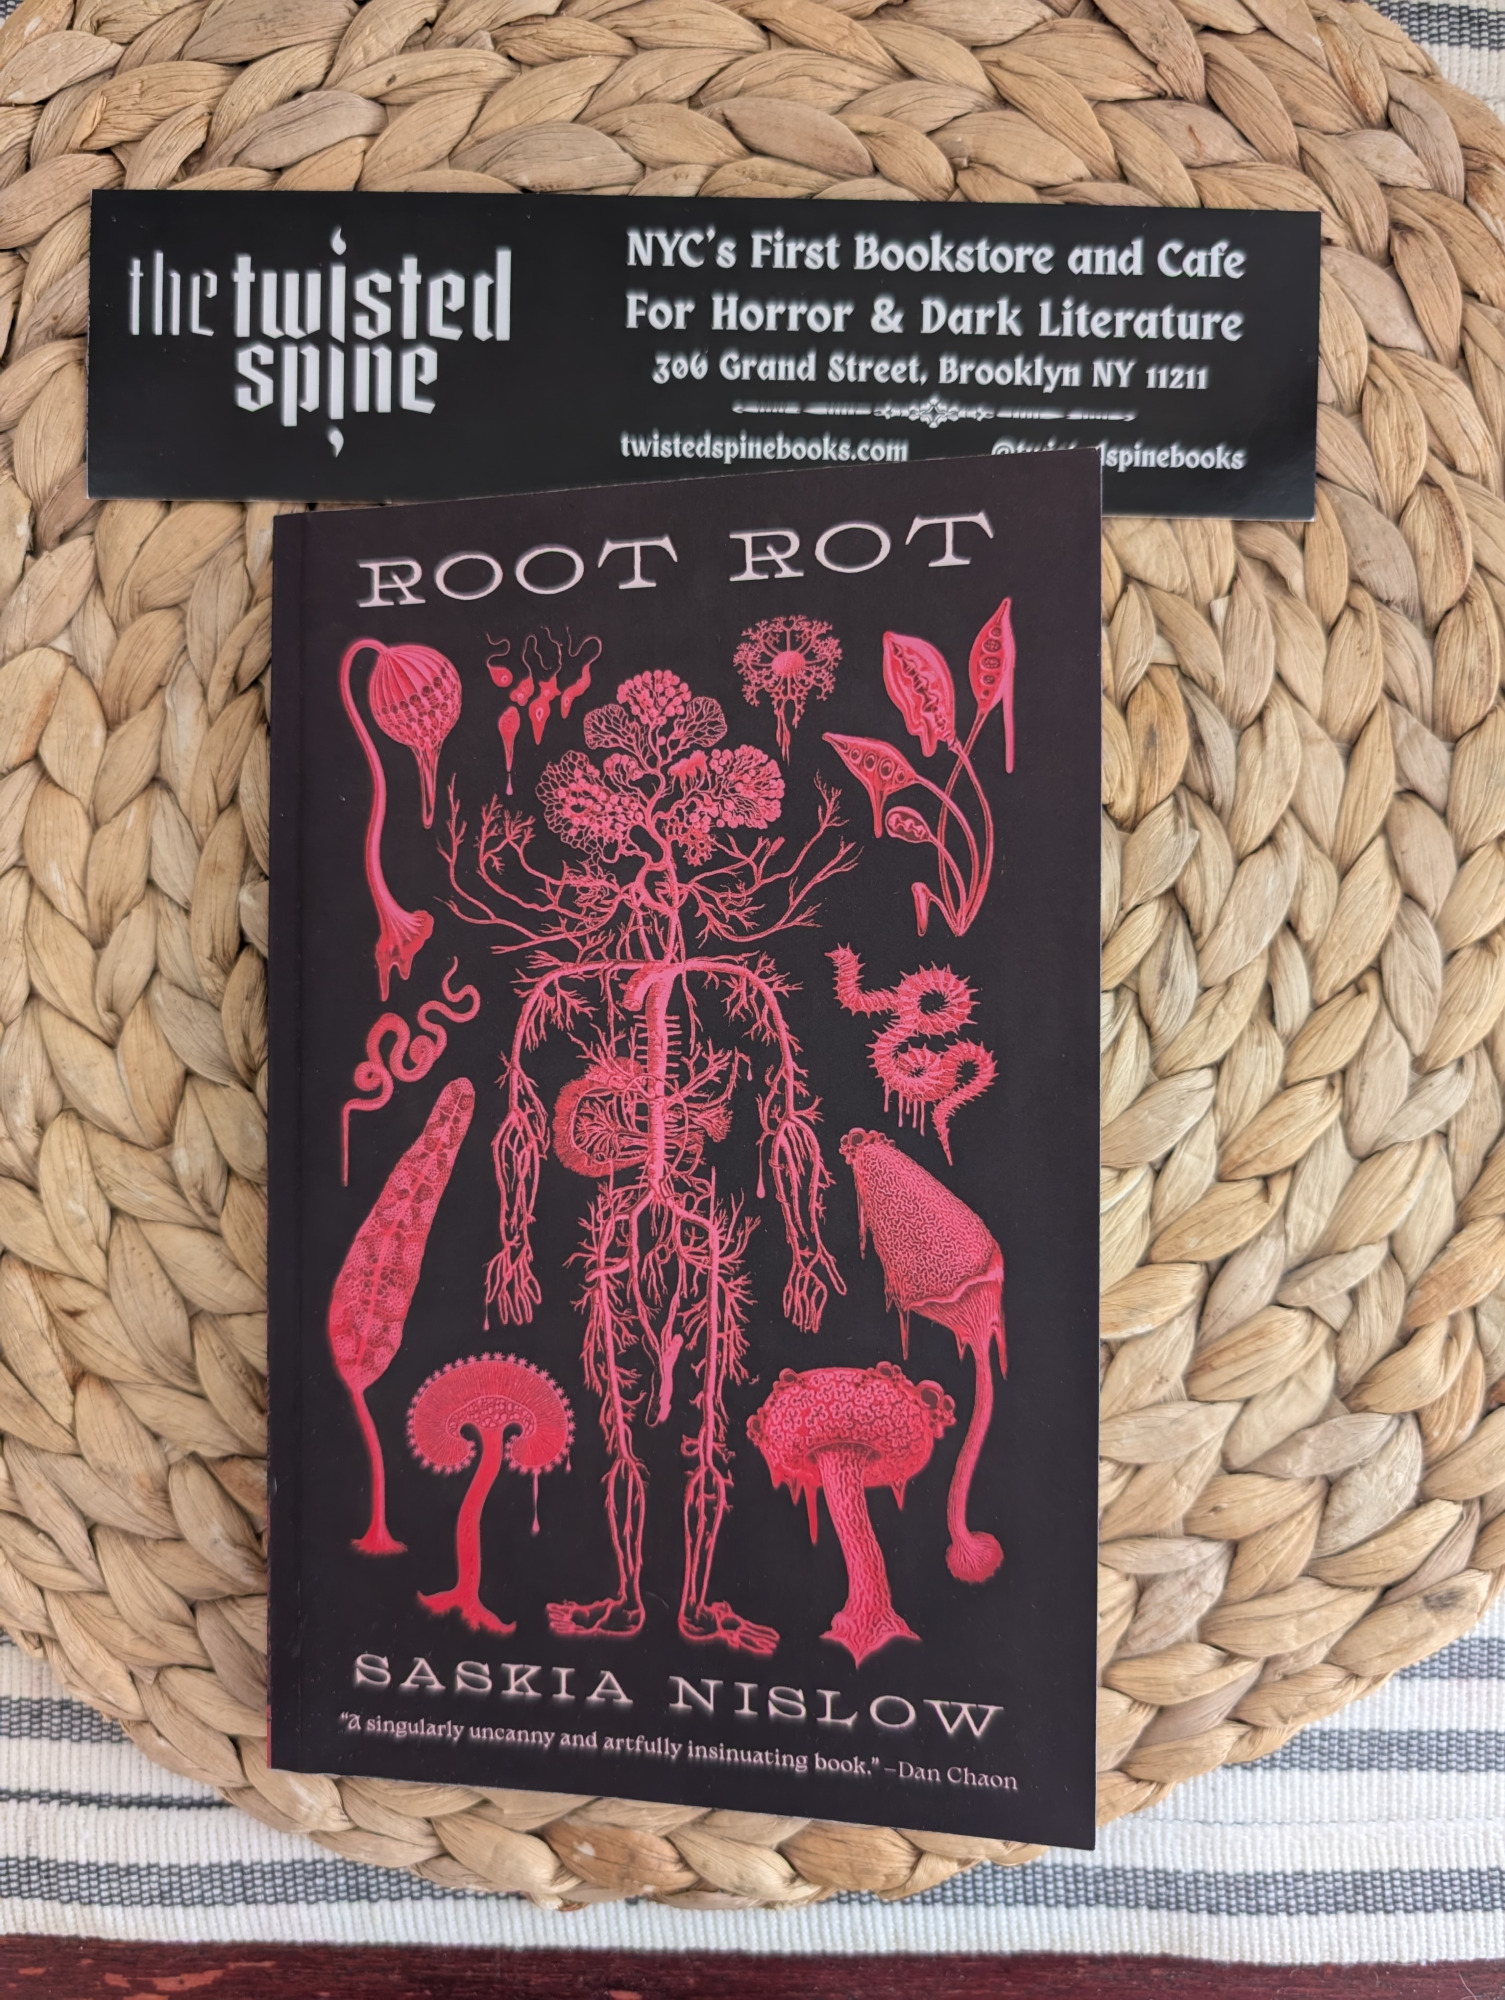 the twisted
spine
NYC's First Bookstore and Cafe
For Horror & Dark Literature
306 Grand Street, Brooklyn NY 11211
twistedspinebooks.com
ROOT ROT
SASKIA NISLOW
“A singularly uncanny and artfully insinuating book.” –Dan Chaon